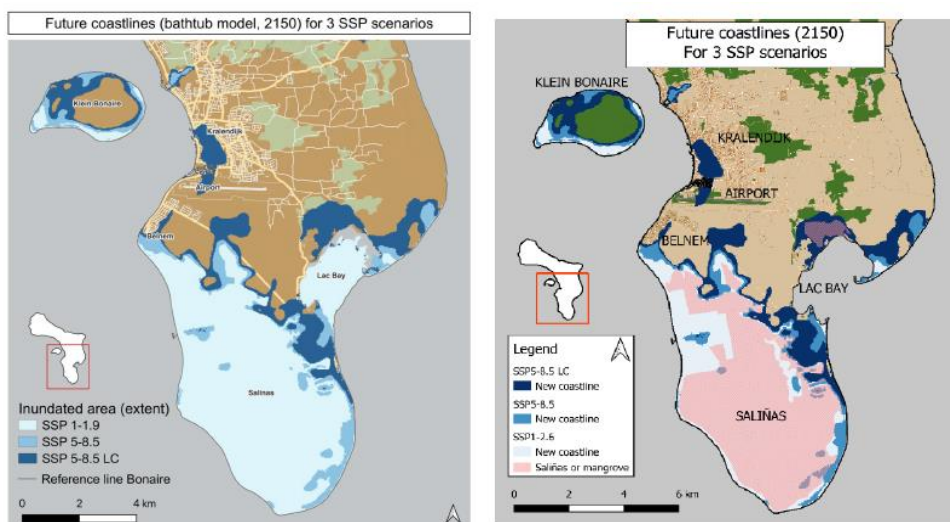 Future coastlines (bathtub model, 2150) for 3 SSP scenarios
Klein Bonaire
Kralendijk
Airport
Belnem
Lac Bay
Salinas
Inundated area (extent)
SSP 1-1.9
SSP 5-8.5
SSP 5-8.5 LC
Reference line Bonaire
0 2 4 km
Future coastlines (2150)
For 3 SSP scenarios
KLEIN BONAIRE
KRALENDIJK
AIRPORT
BELNEM
LAC BAY
SALIÑAS
Legend
SSP5-8.5 LC
New coastline
SSP5-8.5
New coastline
SSP1-2.6
New coastline
Saliñas or mangrove
0 2 4 6 km